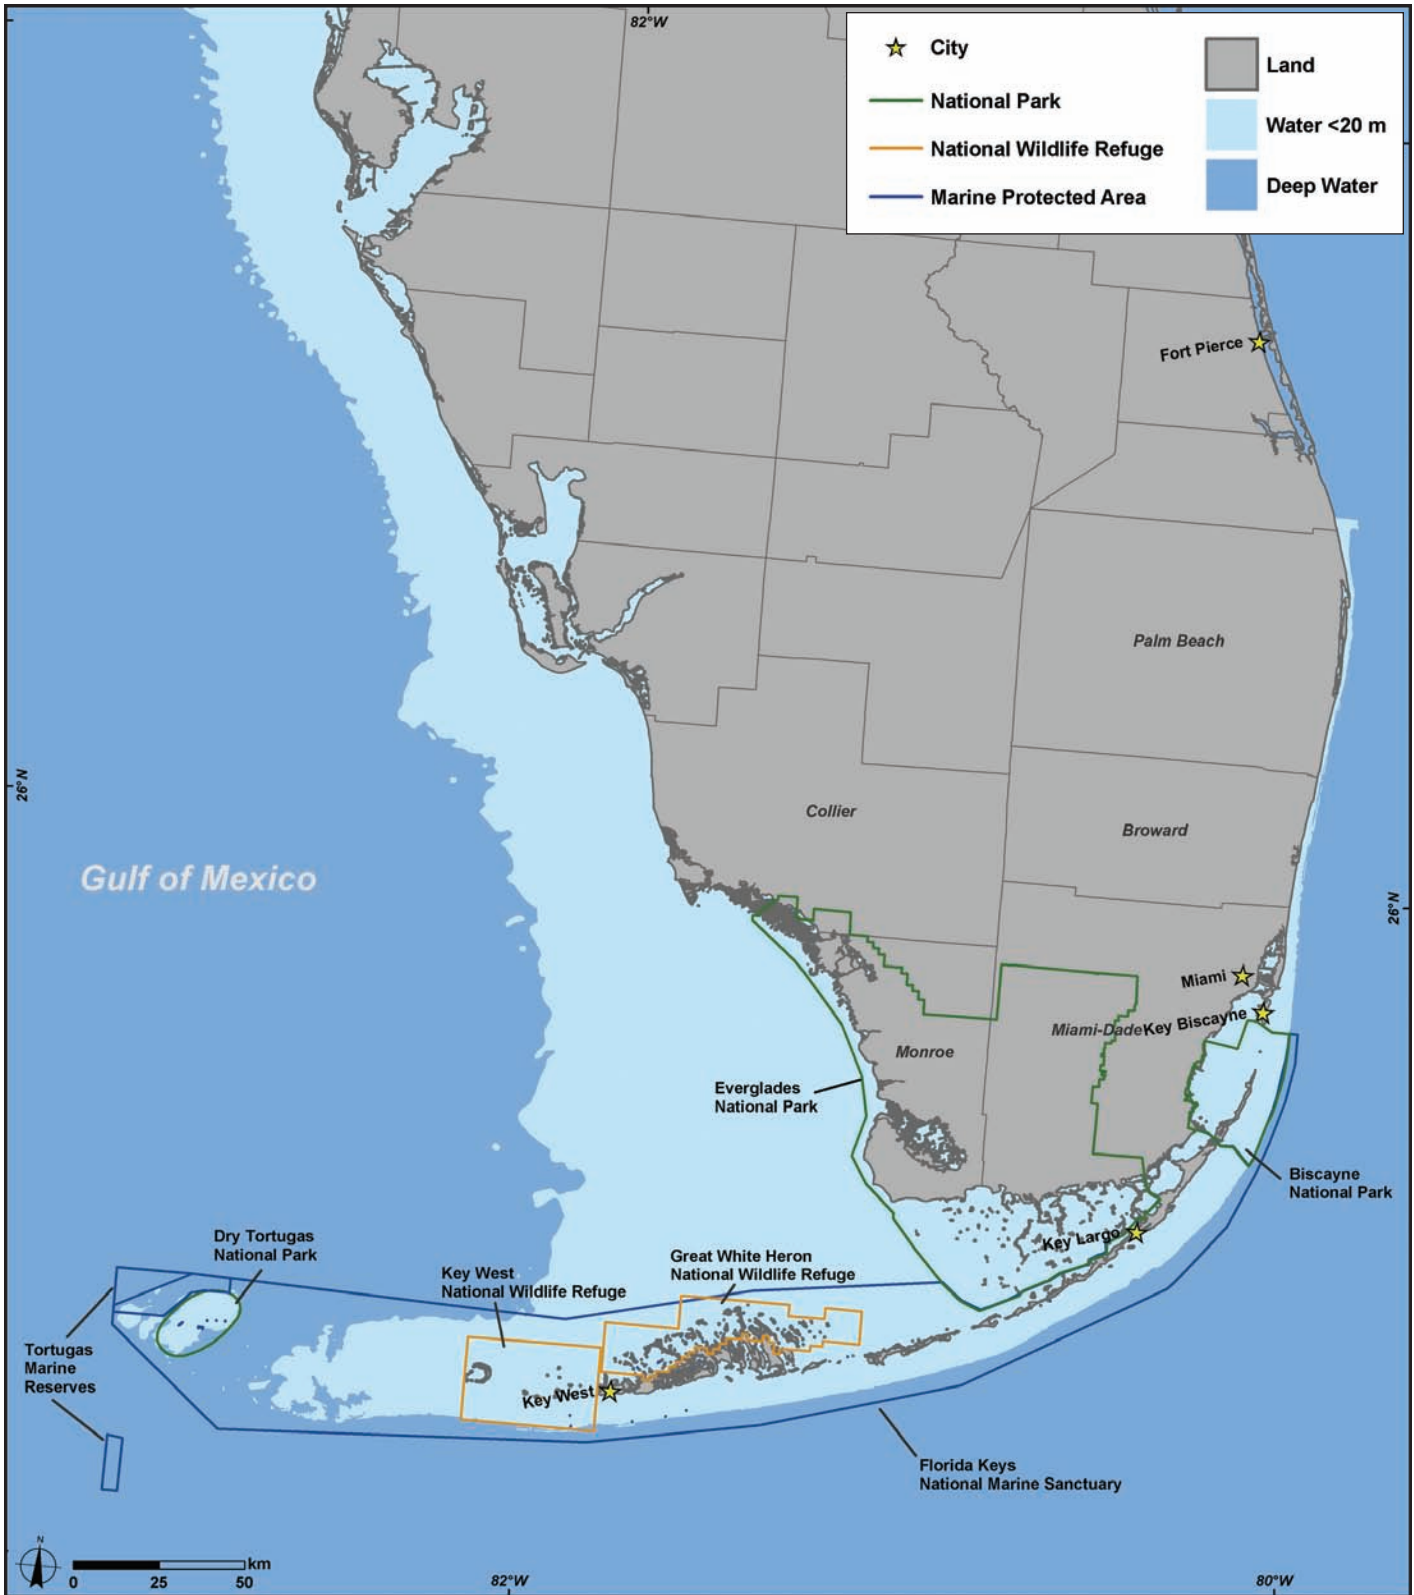 82°W
City
National Park
National Wildlife Refuge
Marine Protected Area
Land
Water <20 m
Deep Water
Fort Pierce
Palm Beach
26°N
Collier
Broward
Gulf of Mexico
26°N
Miami
Key Biscayne
Miami-Dade
Monroe
Everglades
National Park
Biscayne
National Park
Key Largo
Dry Tortugas
National Park
Great White Heron
National Wildlife Refuge
Key West
National Wildlife Refuge
Tortugas
Marine
Reserves
Key West
Florida Keys
National Marine Sanctuary
N
km
0 25 50
82°W
80°W